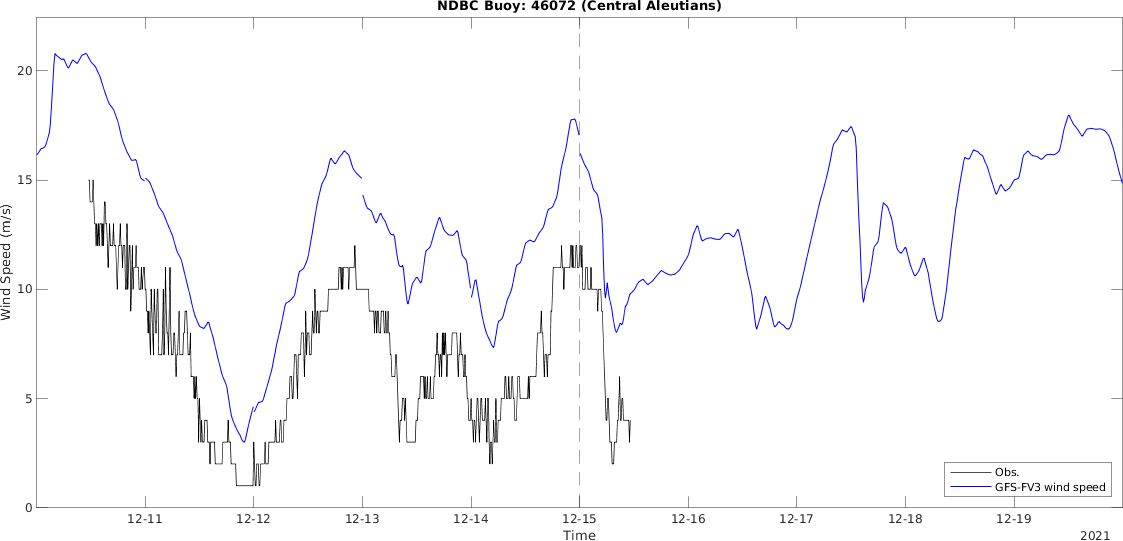 NDBC Buoy: 46072 (Central Aleutians)
Wind Speed (m/s)
20
15
10
5
0
12-11 12-12 12-13 12-14 12-15 12-16 12-17 12-18 12-19
Time
2021
Obs.
GFS-FV3 wind speed